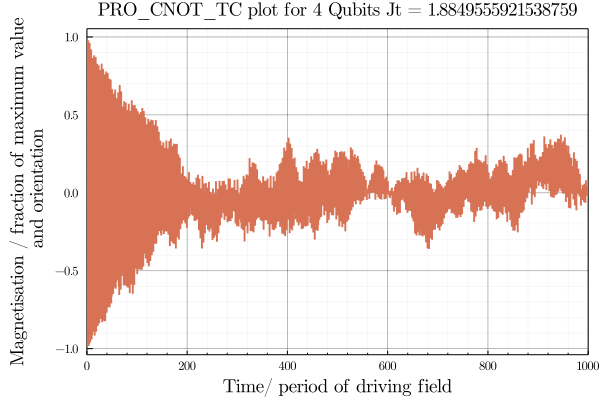 PRO_CNOT_TC plot for 4 Qubits Jt = 1.8849555921538759
Magnetisation / fraction of maximum value
and orientation
1.0
0.5
0.0
−0.5
−1.0
0
200
400
600
800
1000
Time/ period of driving field